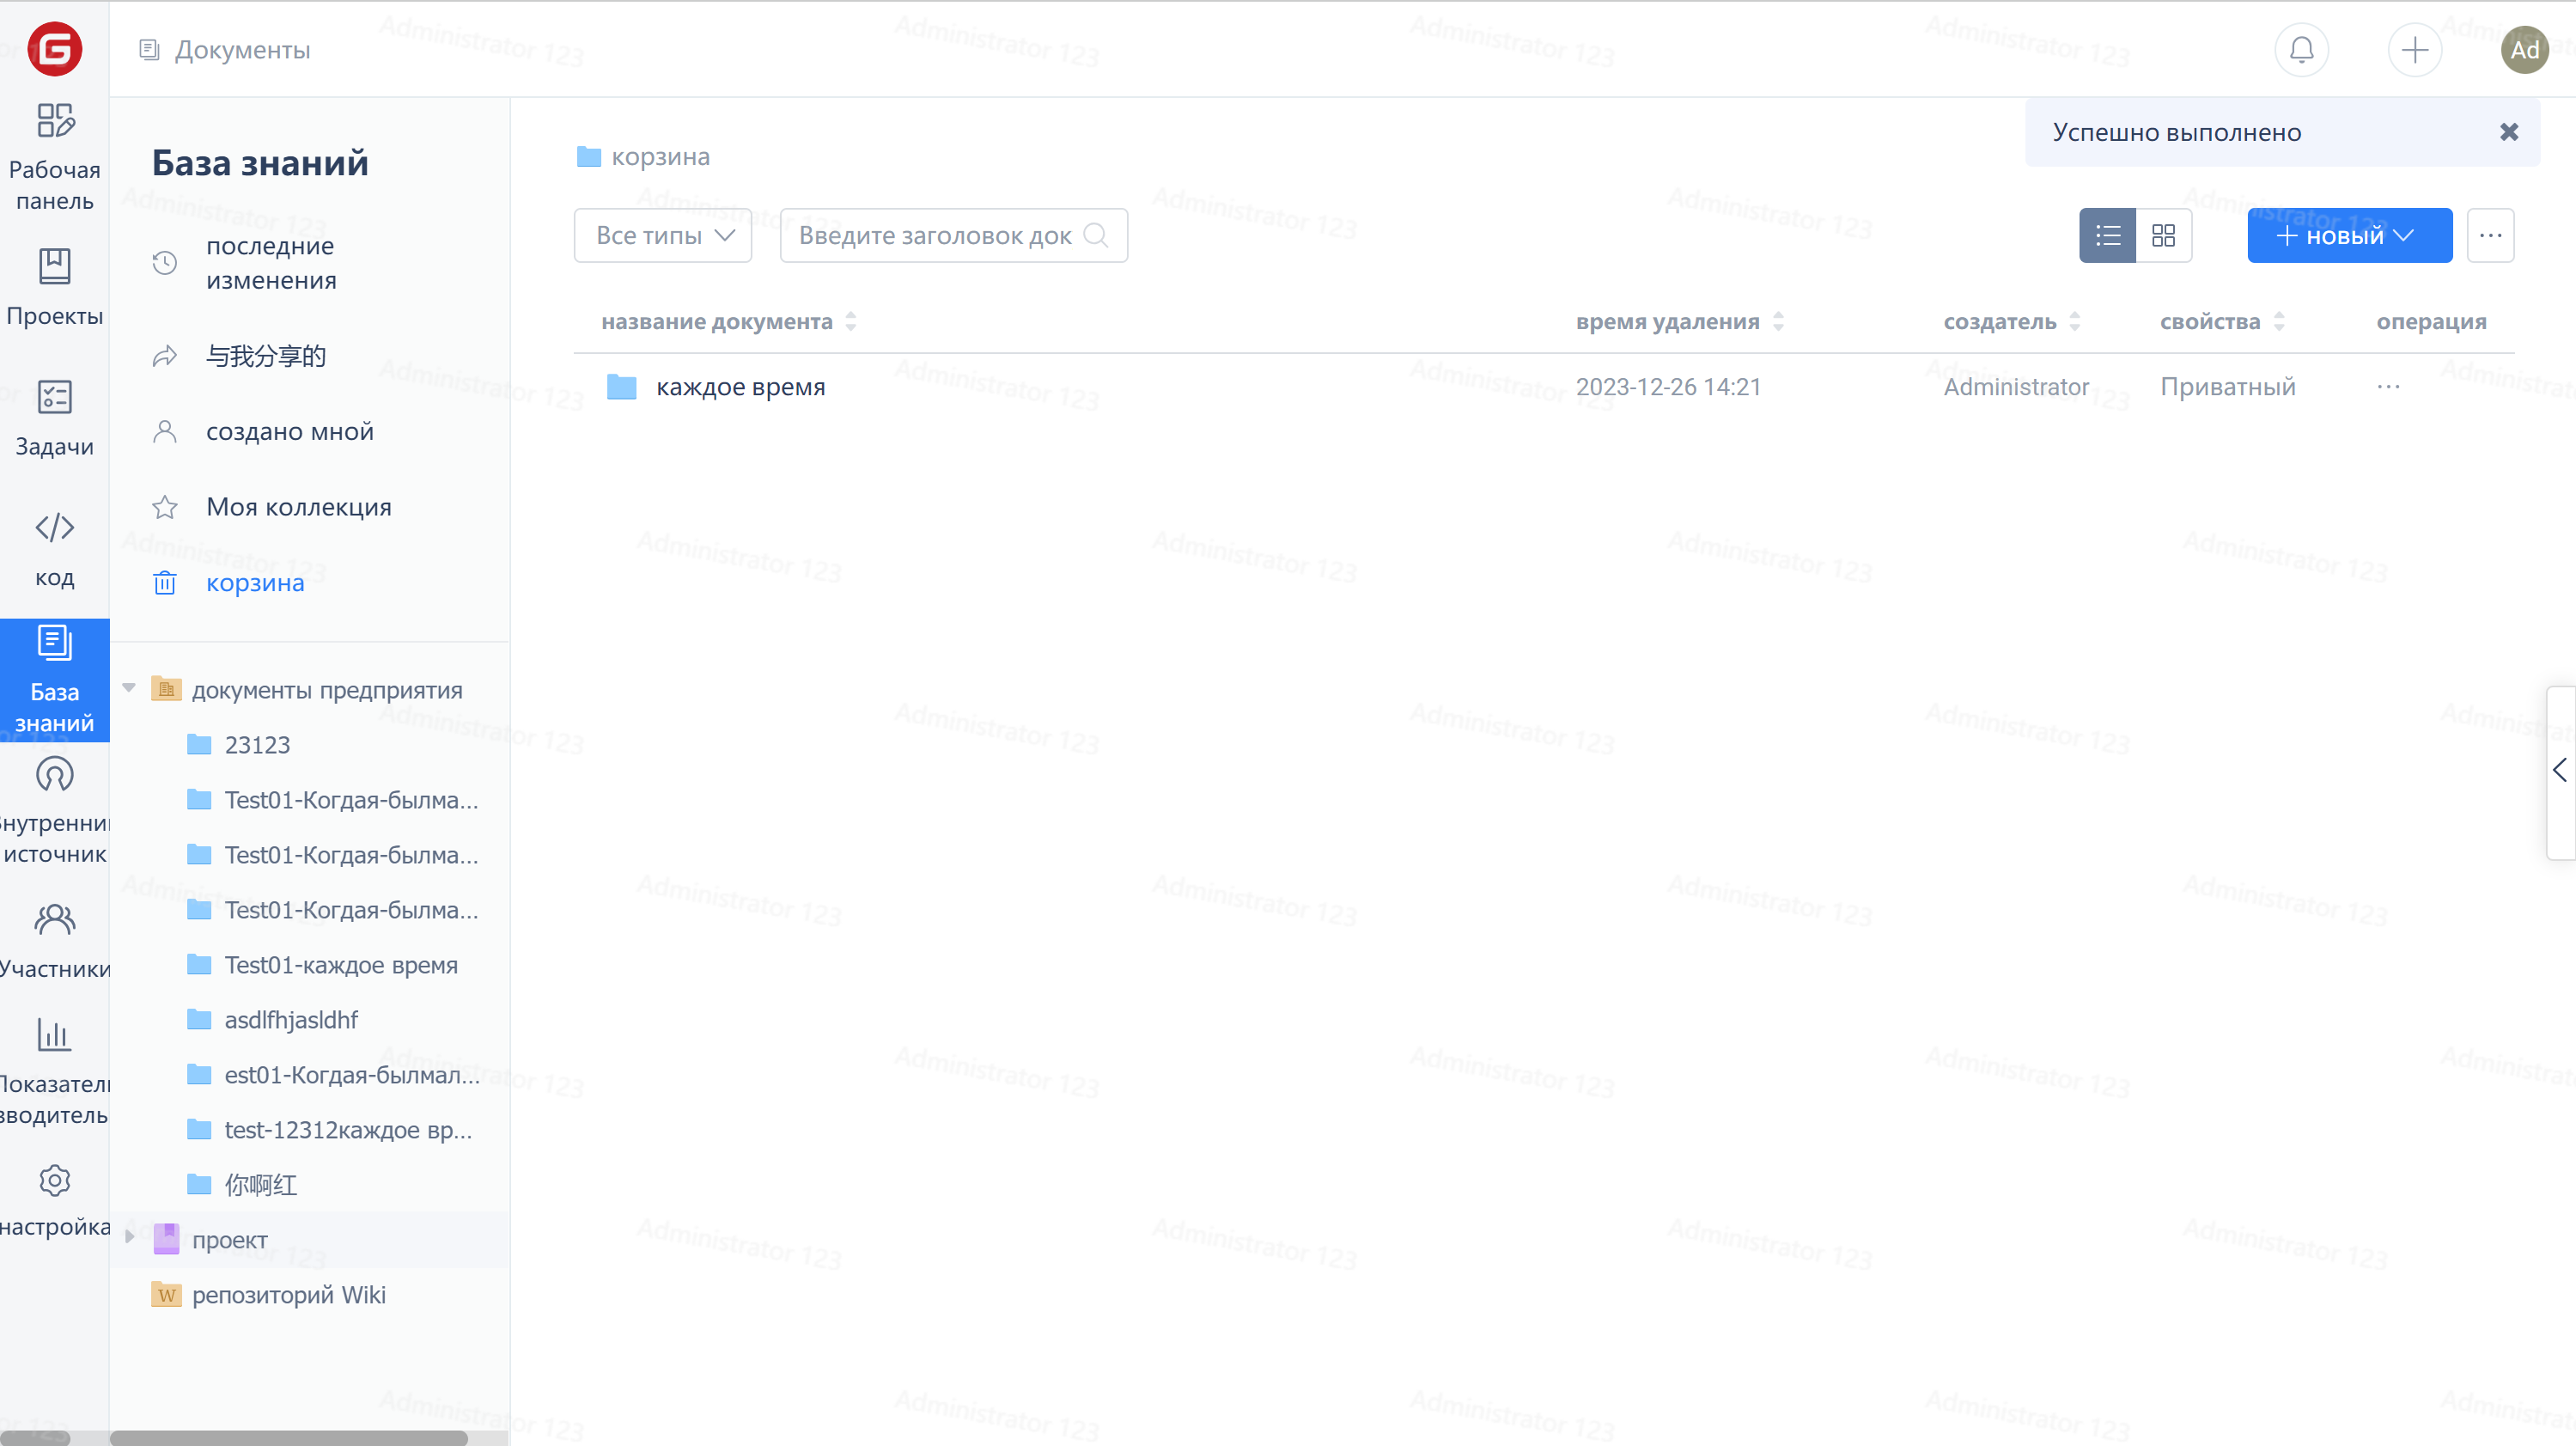 Документы
Ad
Рабочая
панель
Проекты
Задачи
код
База
знаний
источник
Участники
настройка
База знаний
последние
изменения
与我分享的
создано мной
Моя коллекция
корзина
документы предприятия
23123
Test01-Когдая-былма...
Test01-Когдая-былма...
Test01-Когдая-былма...
Test01-каждое время
asdlfhjasldhf
est01-Когдая-былмал...
test-12312каждое вр...
你啊红
проект
W репозиторий Wiki
корзина
Успешно выполнено
Все типы
Введите заголовок док
новый
название документа
время удаления
создатель
свойства
операция
каждое время
2023-12-26 14:21
Administrator
Приватный
Administrator 123